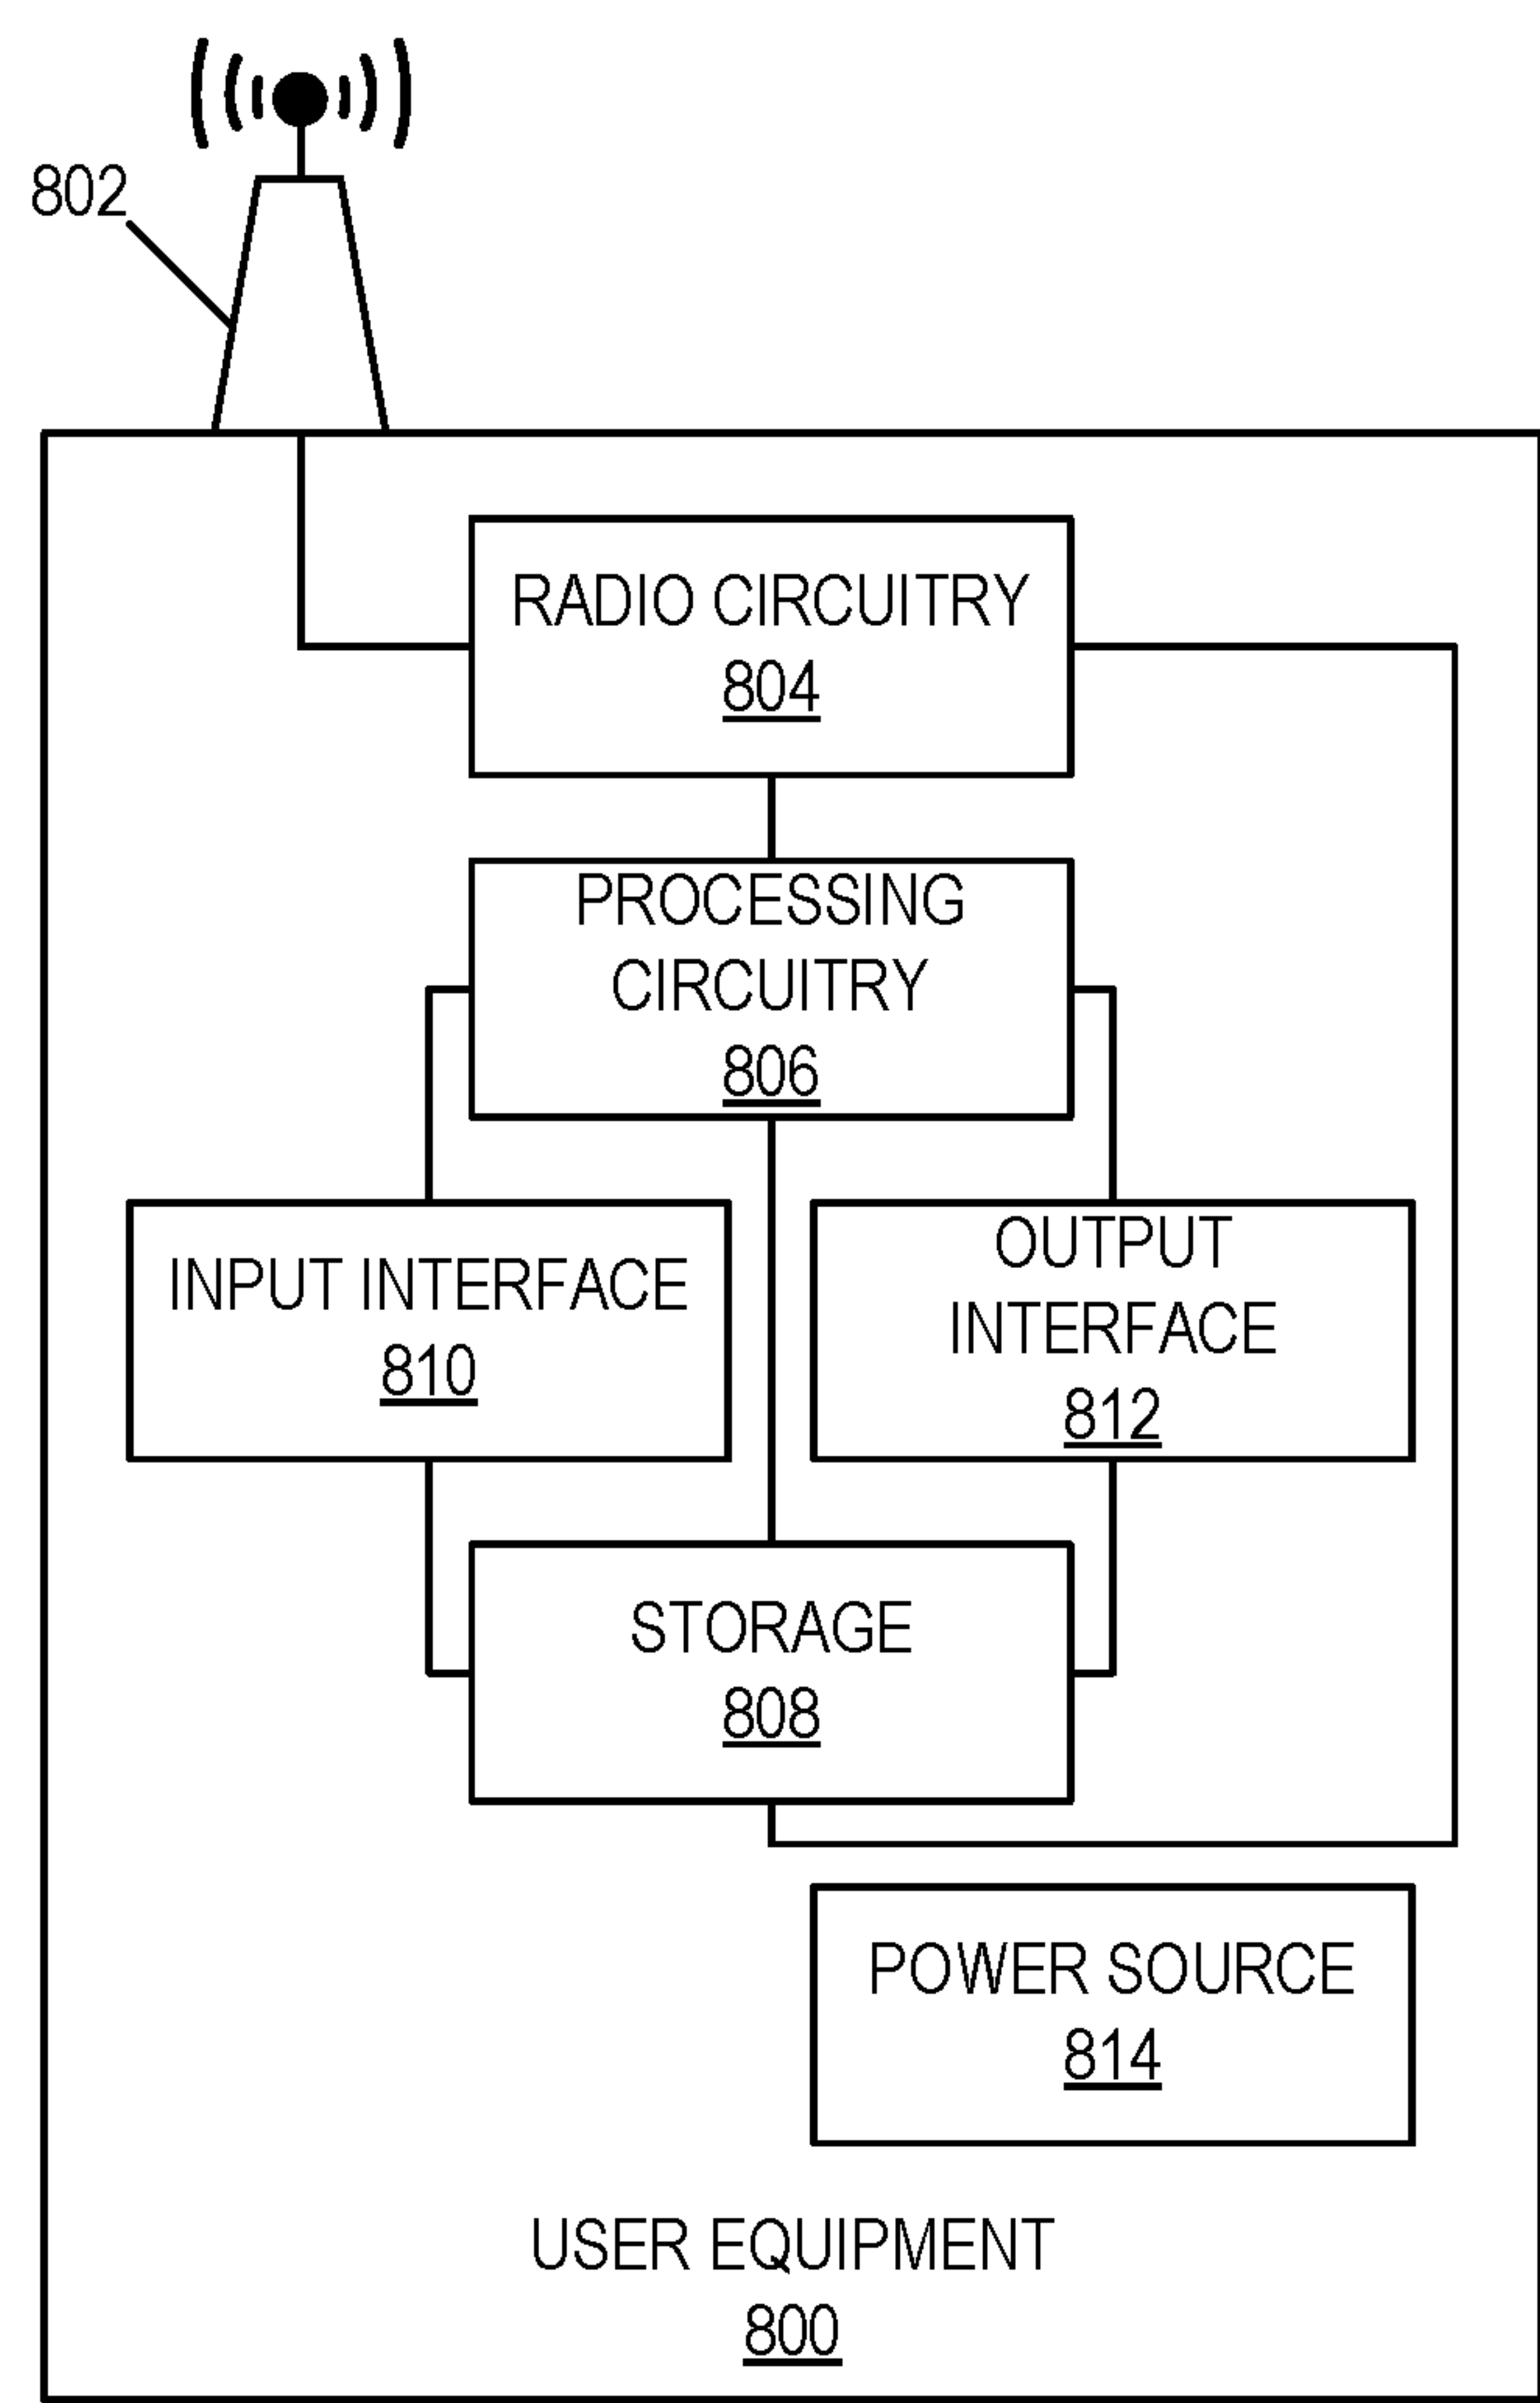 802
RADIO CIRCUITRY
804
PROCESSING
CIRCUITRY
806
INPUT INTERFACE
810
OUTPUT
INTERFACE
812
STORAGE
808
POWER SOURCE
814
USER EQUIPMENT
800